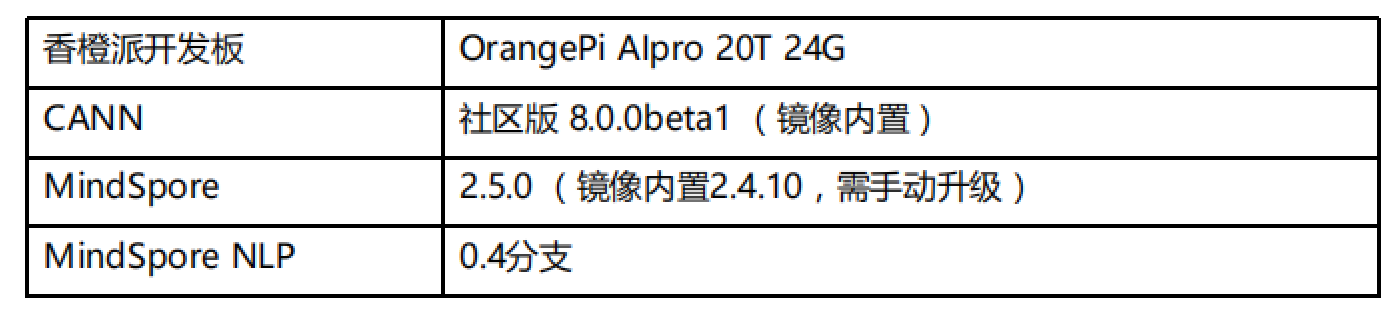 香橙派开发板 OrangePi AIpro 20T 24G
CANN 社区版 8.0.0beta1 （镜像内置）
MindSpore 2.5.0 （镜像内置2.4.10，需手动升级）
MindSpore NLP 0.4分支